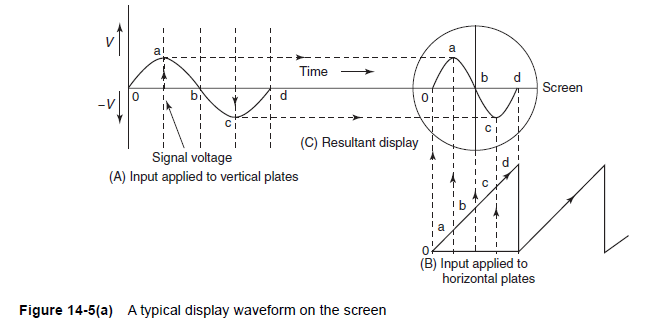 V
-V
0
a
b
c
d
Time
Signal voltage
(A) Input applied to vertical plates
(C) Resultant display
0
a
b
c
d
Screen
0
a
b
c
d
(B) Input applied to
horizontal plates
Figure 14-5(a) A typical display waveform on the screen